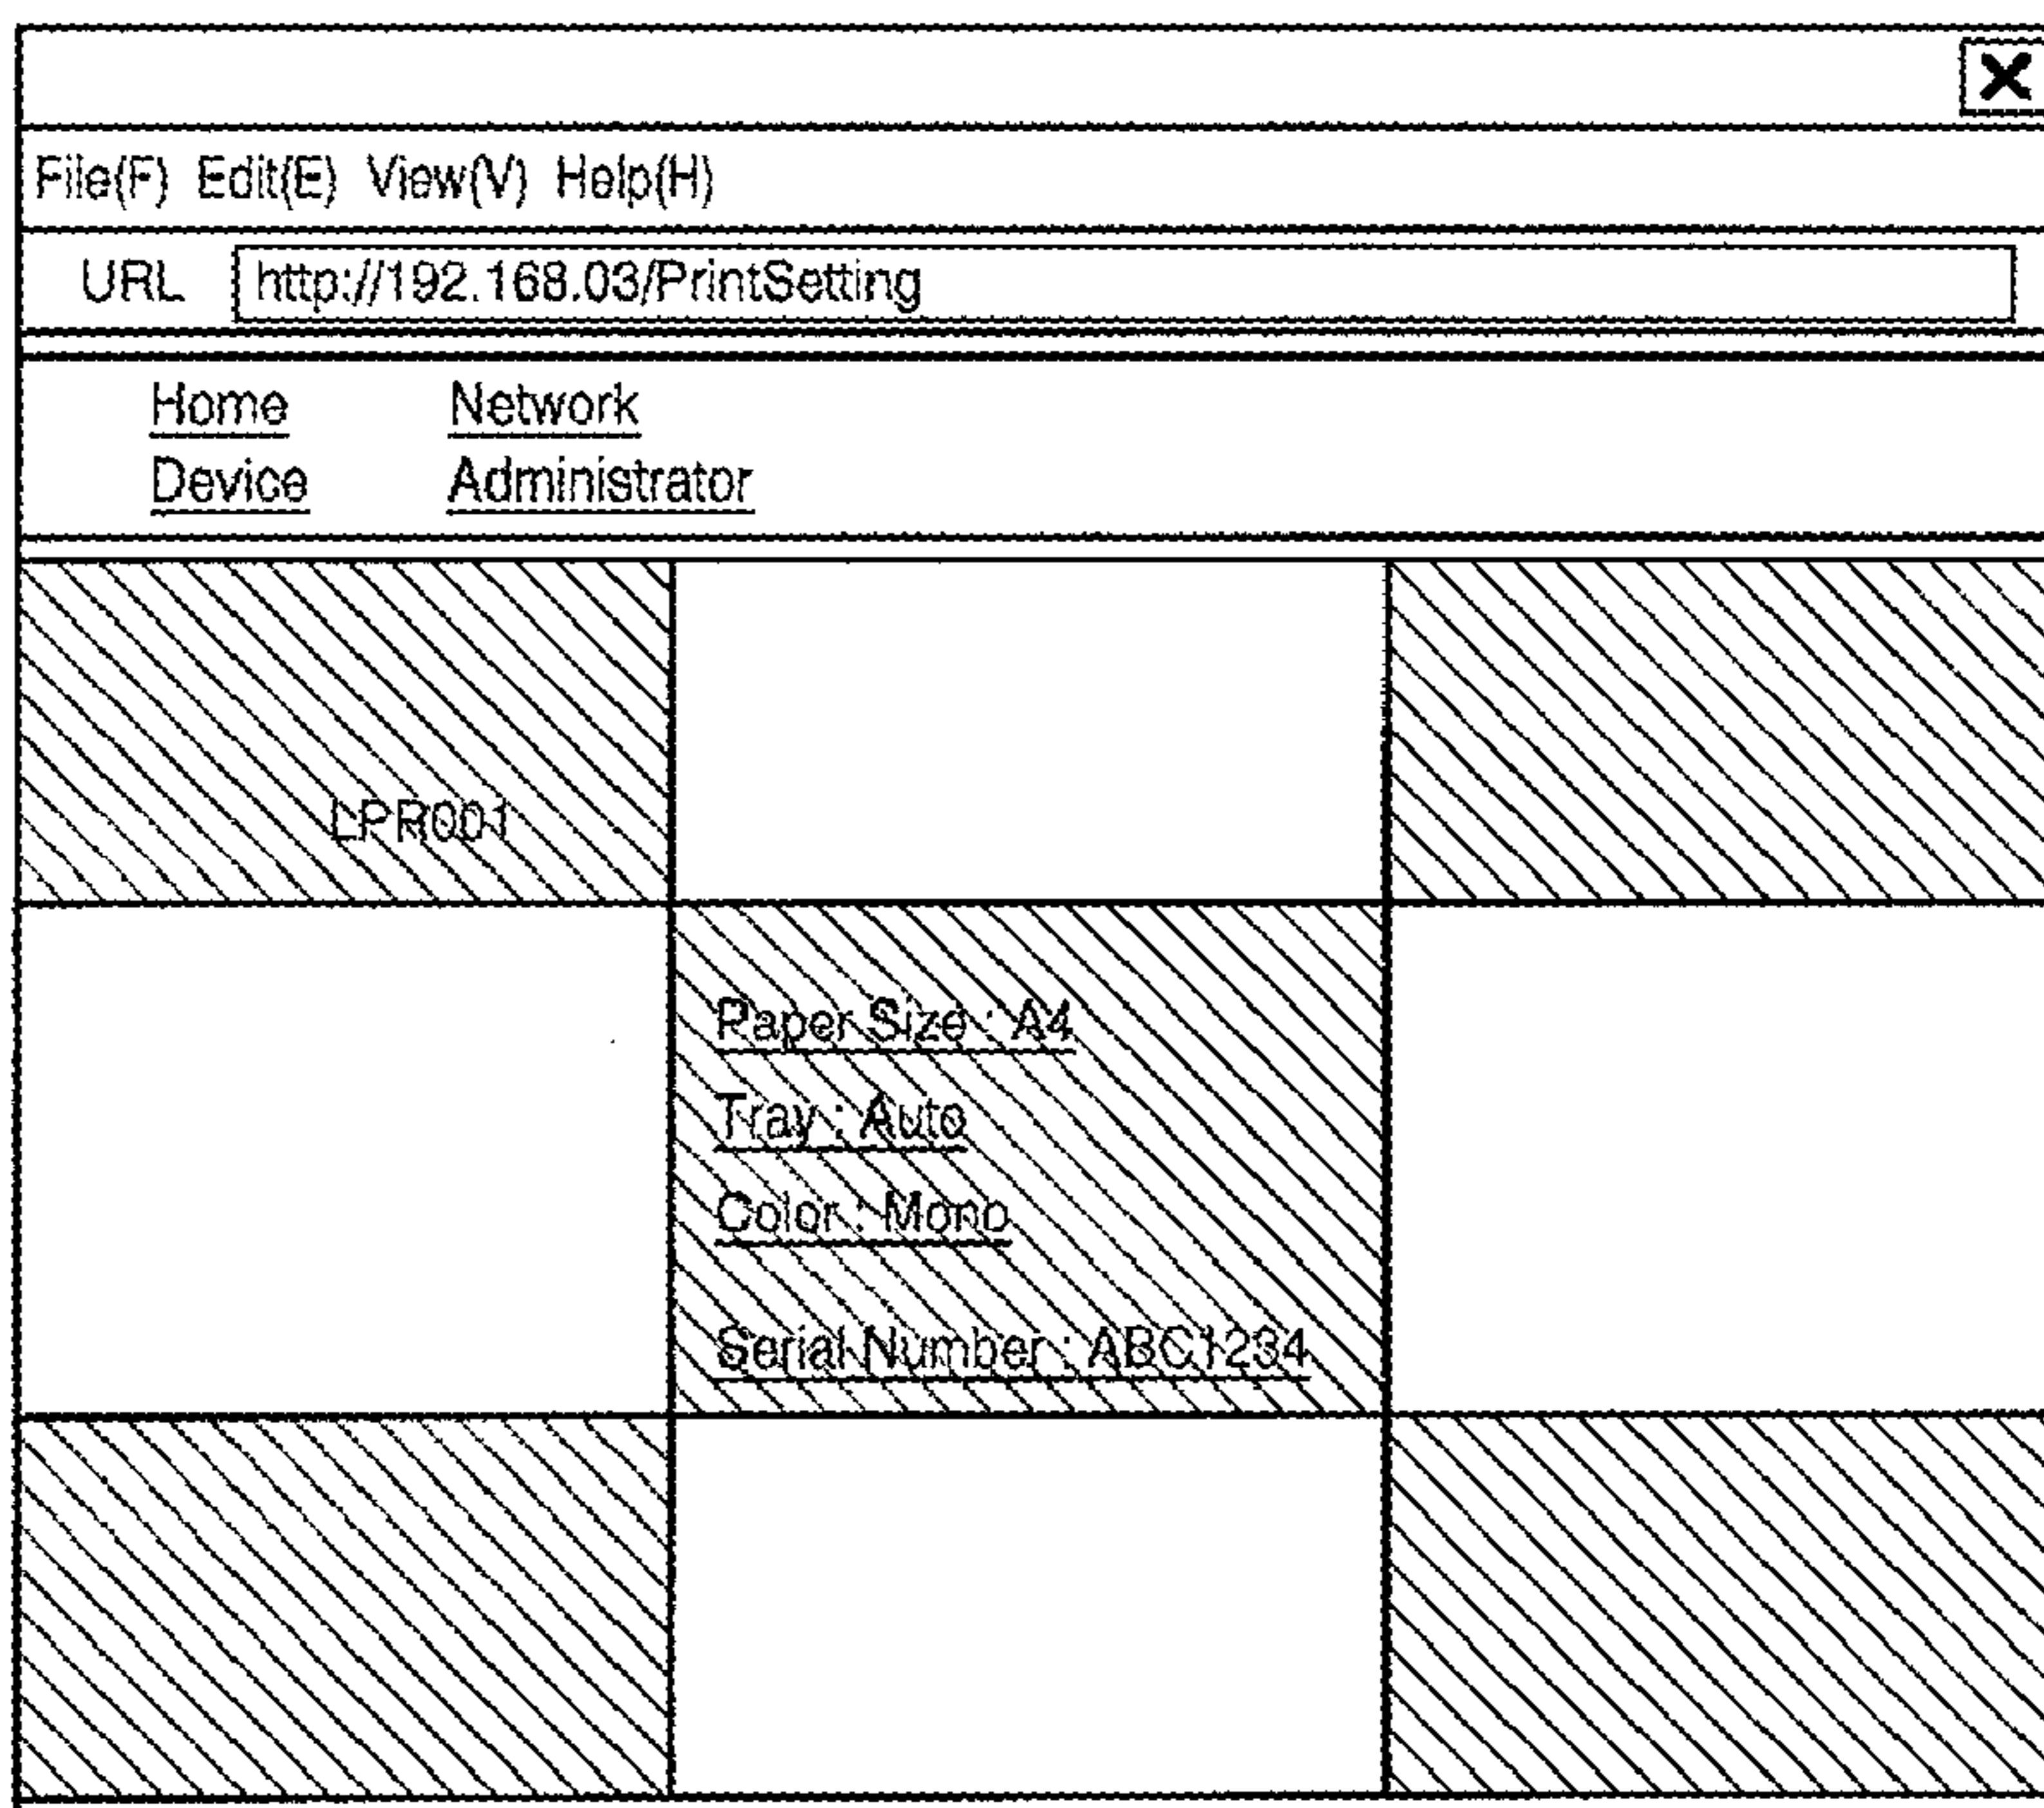 File(F) Edit(E) View(V) Help(H)
URL http://192.168.03/PrintSetting
Home Network
Device Administrator
LPR001
Paper Size : A4
Tray : Auto
Color : Mono
Serial Number : ABC1234